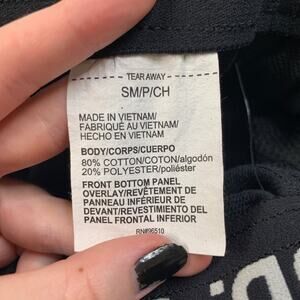 TEAR AWAY
SM/P/CH
MADE IN VIETNAM/
FABRIQUÉ AU VIETNAM/
HECHO EN VIETNAM
BODY/CORPS/CUERPO
80% COTTON/COTON/algodón
20% POLYESTER/poliéster
FRONT BOTTOM PANEL
OVERLAY/REVÊTEMENT DE
PANNEAU INFÉRIEUR DE
DEVANT/REVESTIMIENTO DEL
PANEL FRONTAL INFERIOR
RN#96510